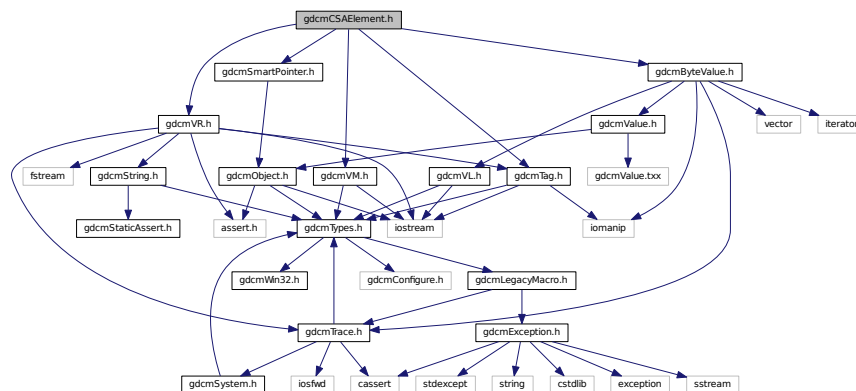 gdcmCSAElement.h
gdcmSmartPointer.h
gdcmByteValue.h
gdcmVR.h
gdcmValue.h
vector
iterator
fstream
gdcmString.h
gdcmObject.h
gdcmVM.h
gdcmVL.h
gdcmTag.h
gdcmValue.txx
gdcmStaticAssert.h
assert.h
gdcmTypes.h
iostream
iomanip
gdcmWin32.h
gdcmConfigure.h
gdcmLegacyMacro.h
gdcmTrace.h
gdcmException.h
gdcmSystem.h
iosfwd
cassert
stdexcept
string
cstdlib
exception
sstream